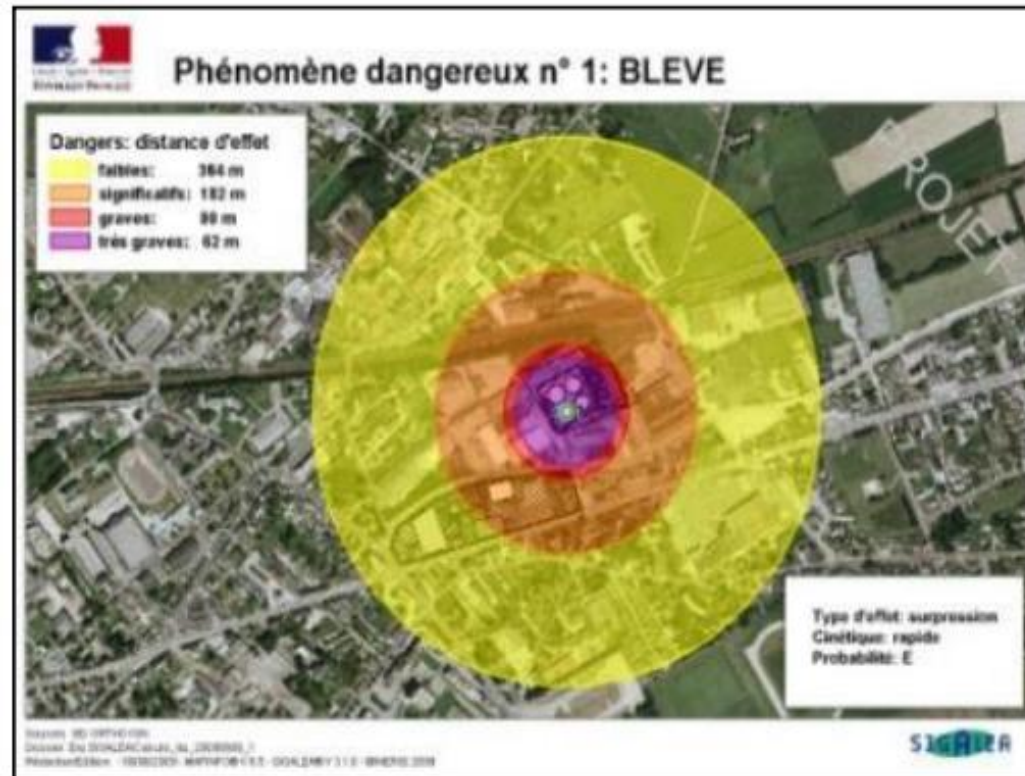 Phénomène dangereux n° 1: BLEVE
Dangers: distance d'effet
faibles: 364 m
significatifs: 182 m
graves: m
très graves: 62 m
PROJET
Type d'effet: surpression
Cinétique: rapide
Probabilité: E
SIGALEA